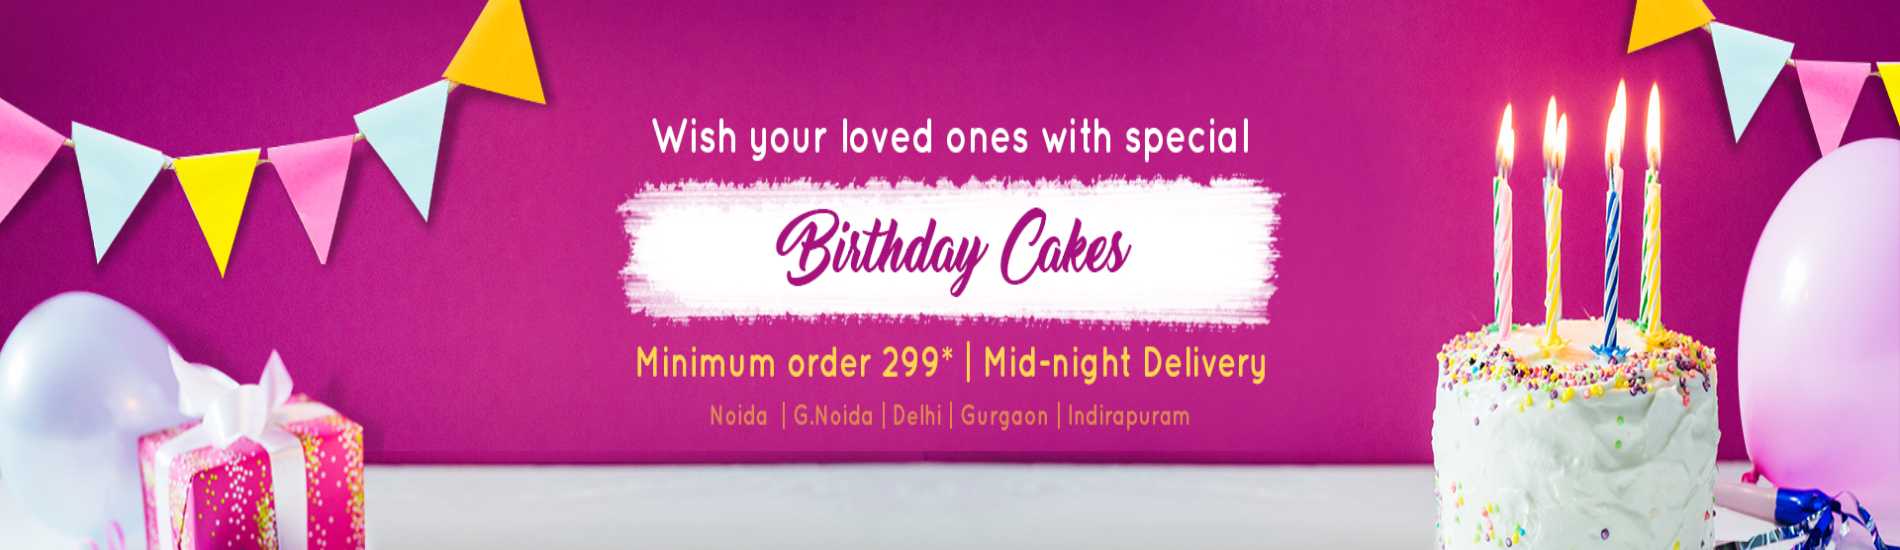 Wish your loved ones with special
Birthday Cakes
Minimum order 299* | Mid-night Delivery
Noida | G.Noida | Delhi | Gurgaon | Indirapuram